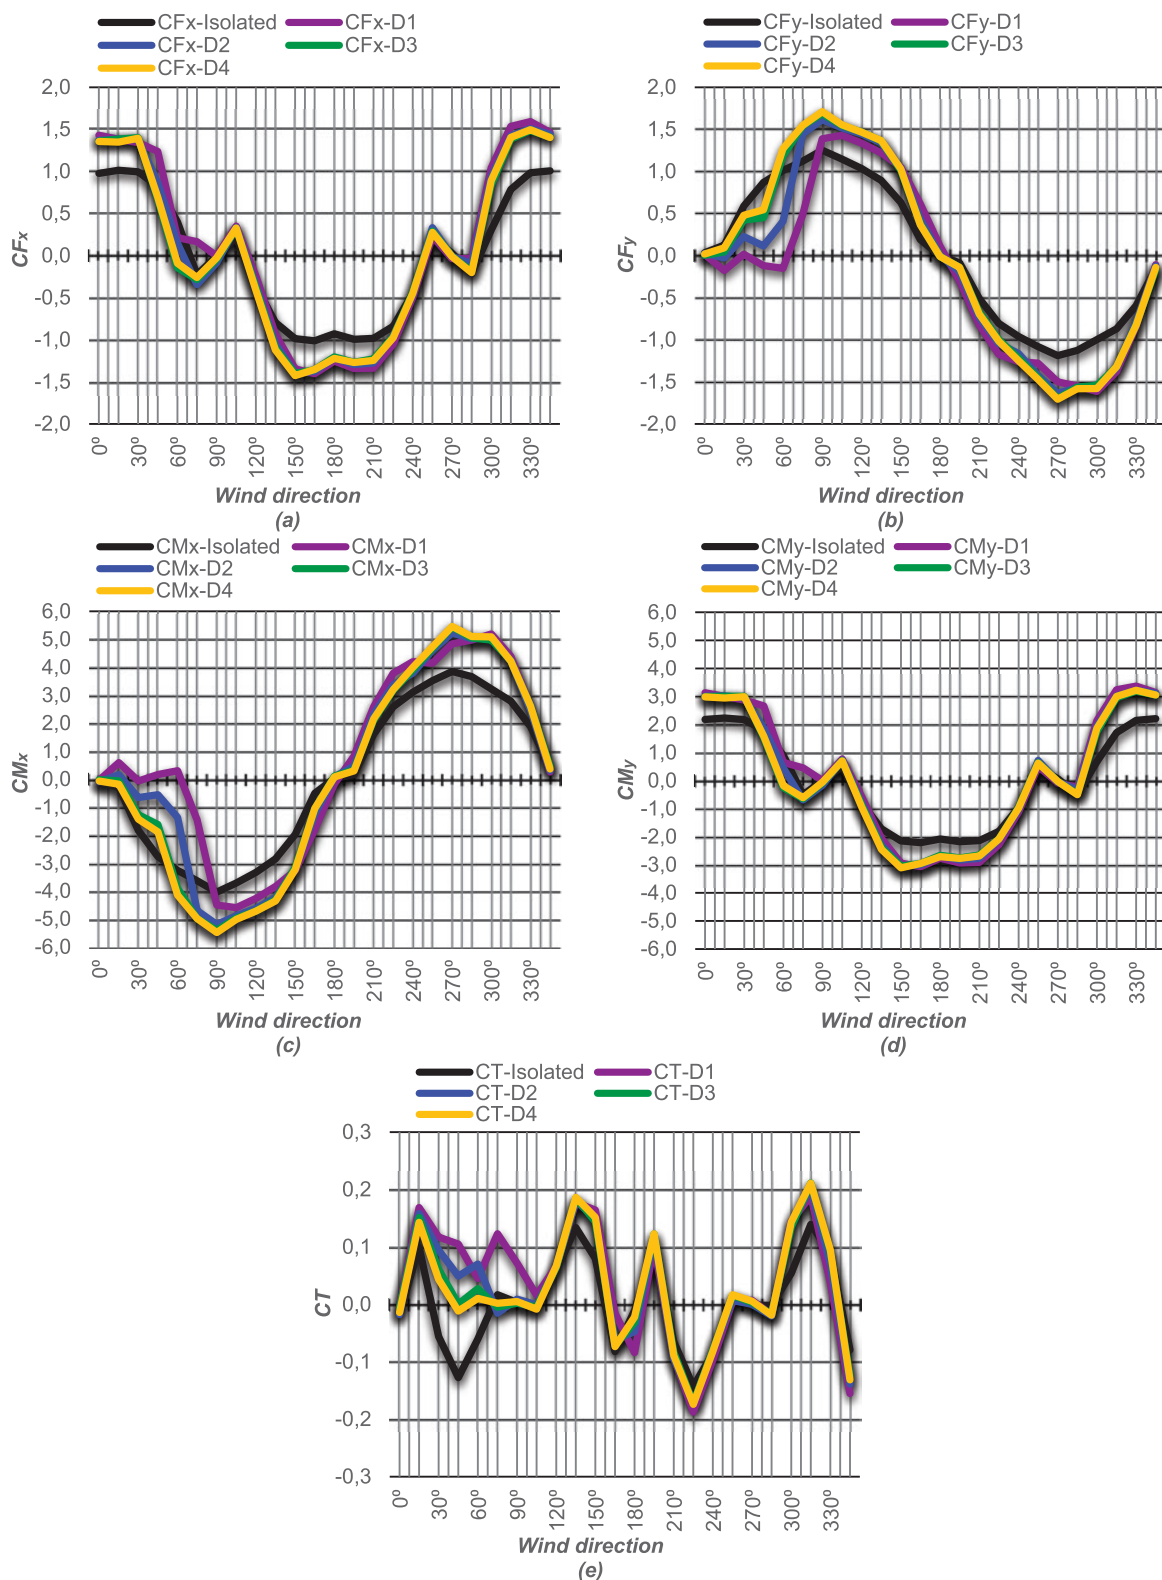 CFx-Isolated CFx-D1
CFx-D2 CFx-D3
CFx-D4
2,0
1,5
1,0
0,5
0,0
-0,5
-1,0
-1,5
-2,0
CFx
0º 30º 60º 90º 120º 150º 180º 210º 240º 270º 300º 330º
Wind direction
(a)
CFy-Isolated CFy-D1
CFy-D2 CFy-D3
CFy-D4
2,0
1,5
1,0
0,5
0,0
-0,5
-1,0
-1,5
-2,0
CFy
0º 30º 60º 90º 120º 150º 180º 210º 240º 270º 300º 330º
Wind direction
(b)
CMx-Isolated CMx-D1
CMx-D2 CMx-D3
CMx-D4
6,0
5,0
4,0
3,0
2,0
1,0
0,0
-1,0
-2,0
-3,0
-4,0
-5,0
-6,0
CMx
0º 30º 60º 90º 120º 150º 180º 210º 240º 270º 300º 330º
Wind direction
(c)
CMy-Isolated CMy-D1
CMy-D2 CMy-D3
CMy-D4
6,0
5,0
4,0
3,0
2,0
1,0
0,0
-1,0
-2,0
-3,0
-4,0
-5,0
-6,0
CMy
0º 30º 60º 90º 120º 150º 180º 210º 240º 270º 300º 330º
Wind direction
(d)
CT-Isolated CT-D1
CT-D2 CT-D3
CT-D4
0,3
0,2
0,1
0,0
-0,1
-0,2
-0,3
CT
0º 30º 60º 90º 120º 150º 180º 210º 240º 270º 300º 330º
Wind direction
(e)